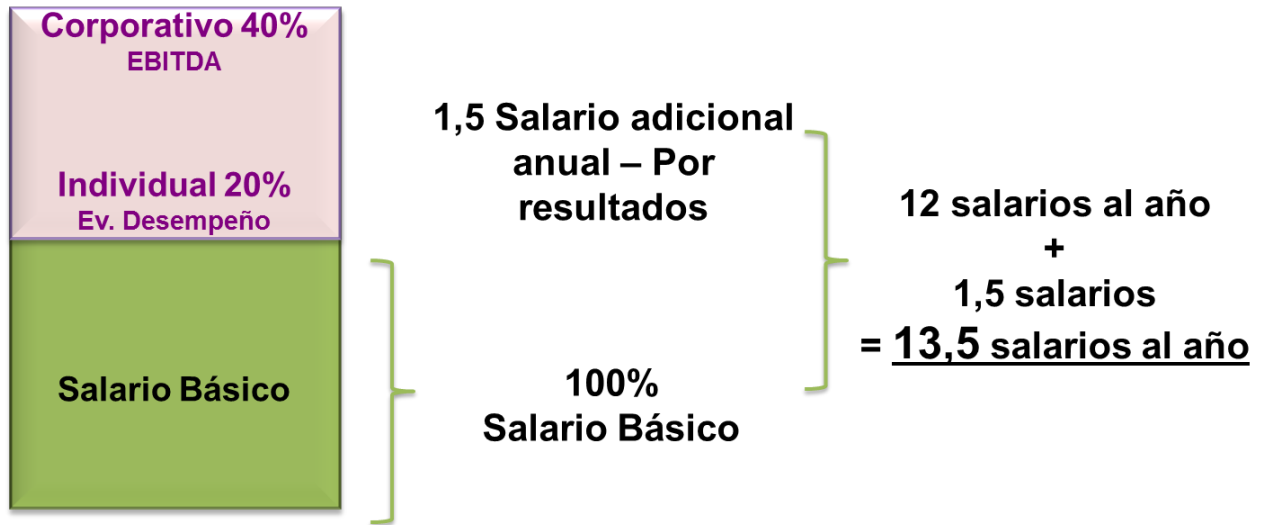 Corporativo 40%
EBITDA
Individual 20%
Ev. Desempeño
Salario Básico
1,5 Salario adicional
anual – Por
resultados
100%
Salario Básico
12 salarios al año
+
1,5 salarios
= 13,5 salarios al año